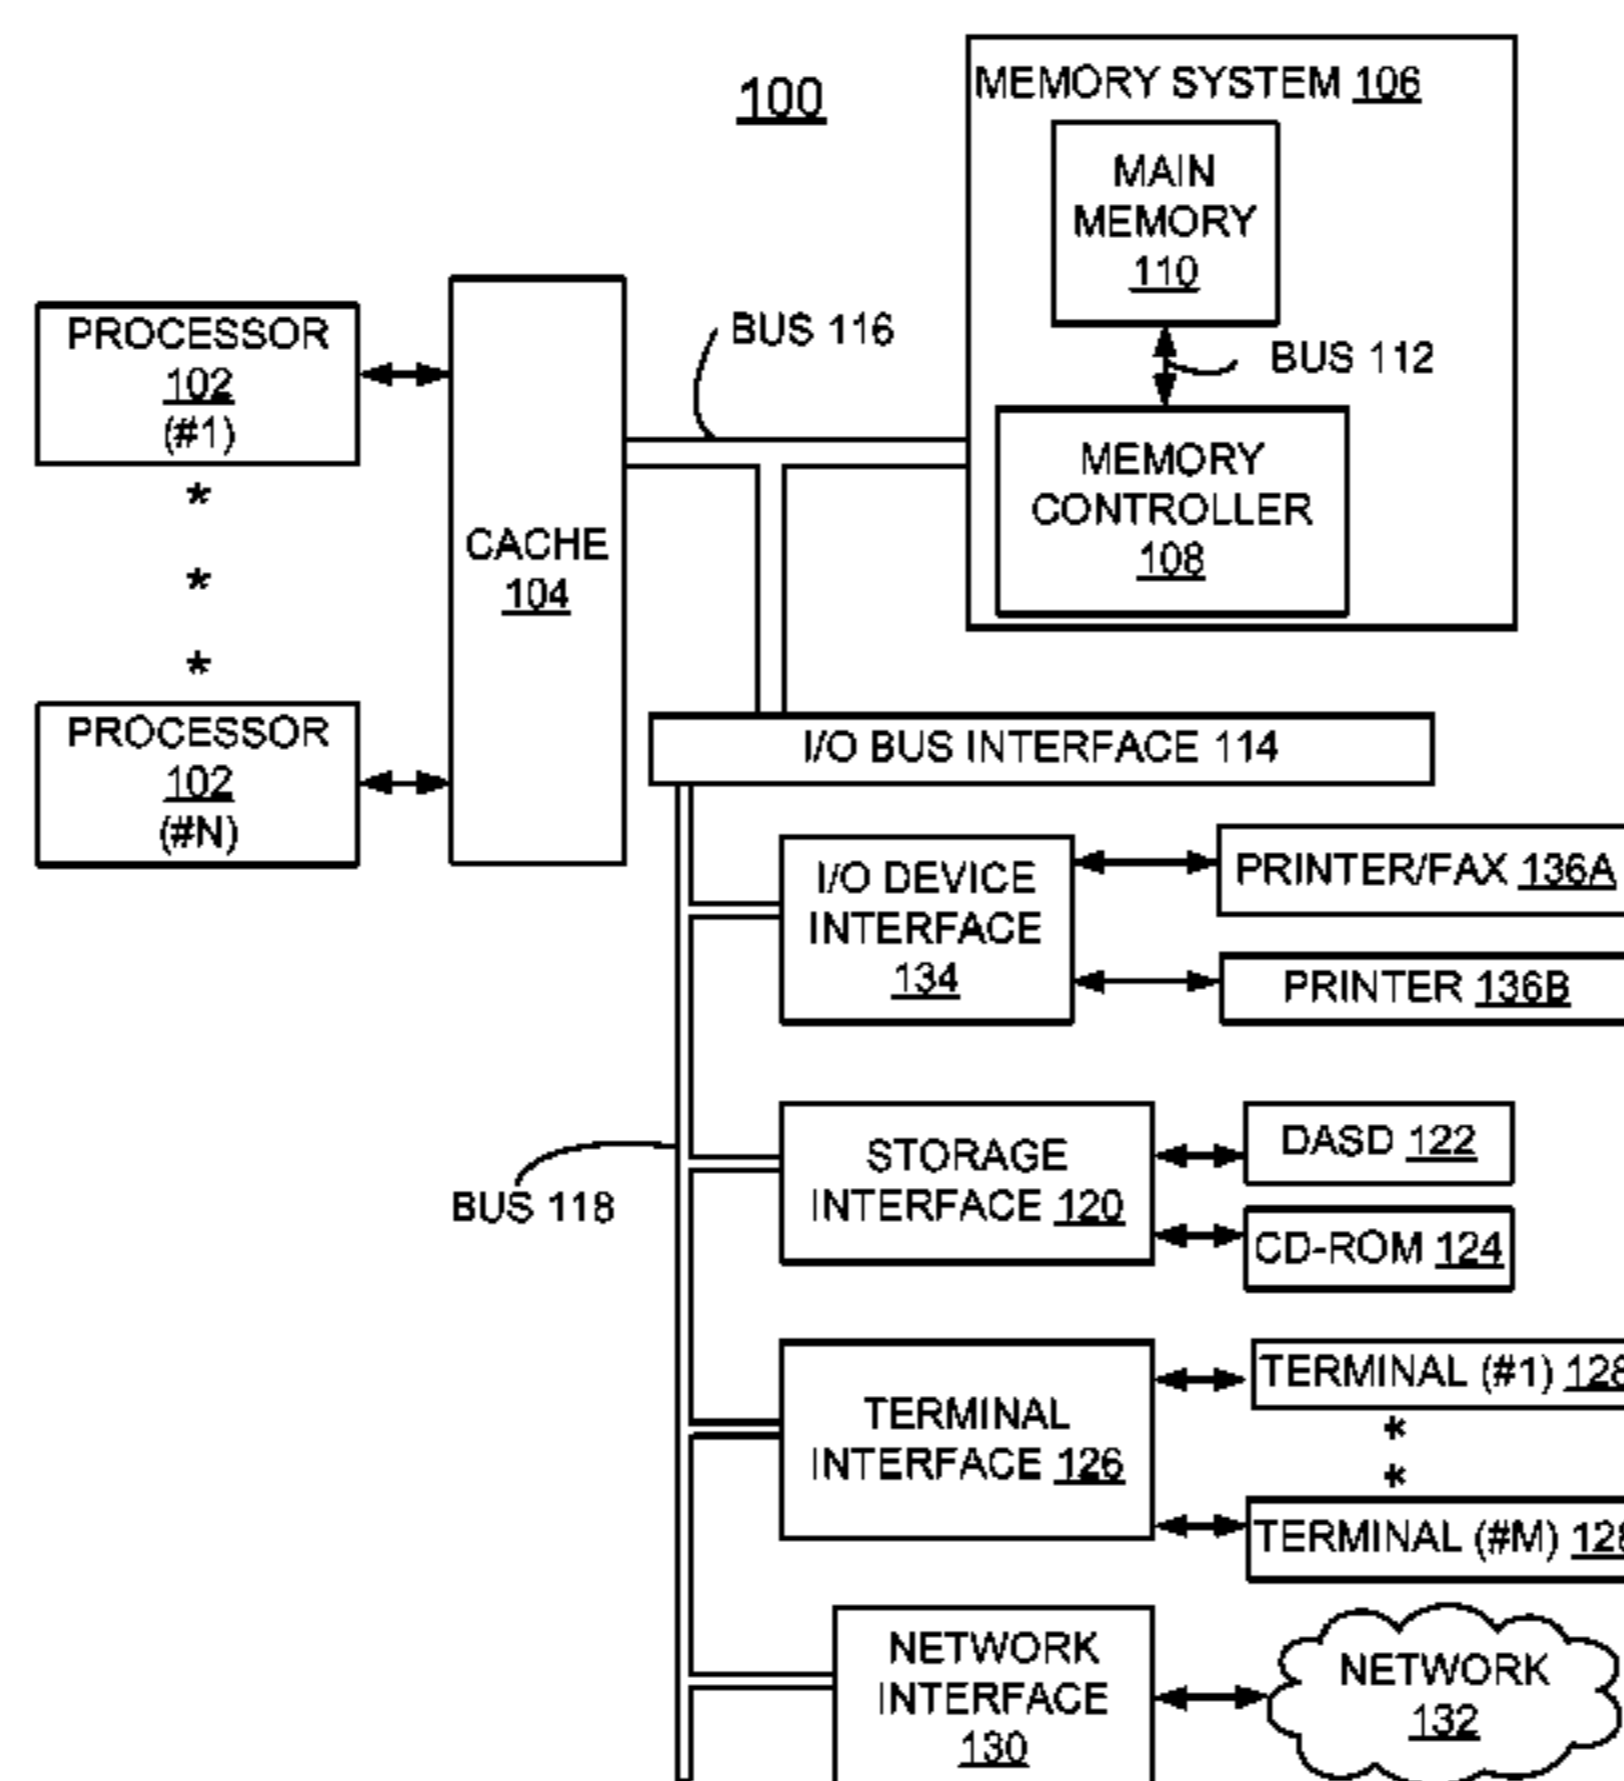 100
MEMORY SYSTEM 106
MAIN
MEMORY
110
BUS 112
MEMORY
CONTROLLER
108
BUS 116
PROCESSOR
102
(#1)
*
*
*
PROCESSOR
102
(#N)
CACHE
104
I/O BUS INTERFACE 114
I/O DEVICE
INTERFACE
134
PRINTER/FAX 136A
PRINTER 136B
BUS 118
STORAGE
INTERFACE 120
DASD 122
CD-ROM 124
TERMINAL
INTERFACE 126
TERMINAL (#1) 128
*
*
TERMINAL (#M) 128
NETWORK
INTERFACE
130
NETWORK
132